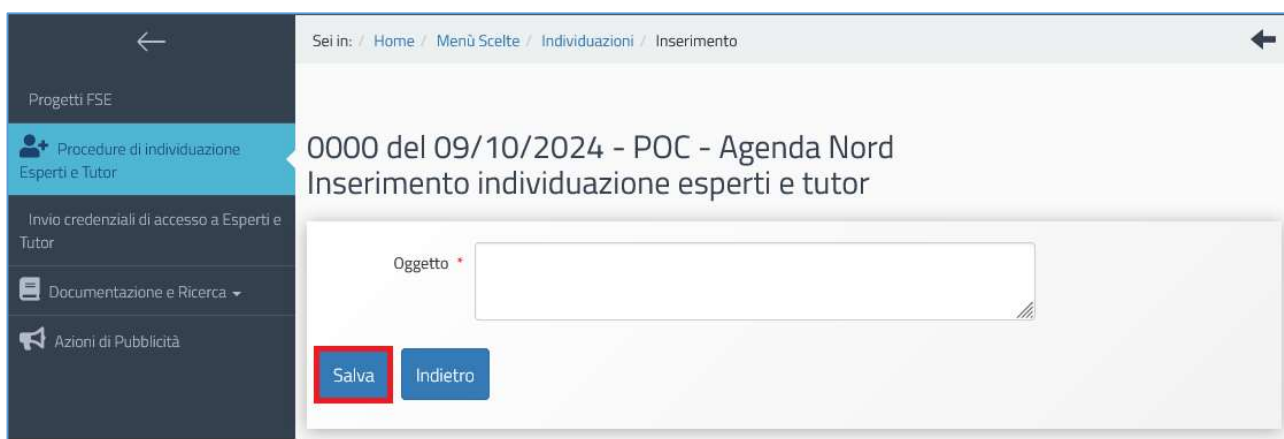 Sei in: / Home / Menù Scelte / Individuazioni / Inserimento
Progetti FSE
Procedure di individuazione
Esperti e Tutor
Invio credenziali di accesso a Esperti e
Tutor
Documentazione e Ricerca
Azioni di Pubblicità
0000 del 09/10/2024 - POC - Agenda Nord
Inserimento individuazione esperti e tutor
Oggetto *
Salva
Indietro